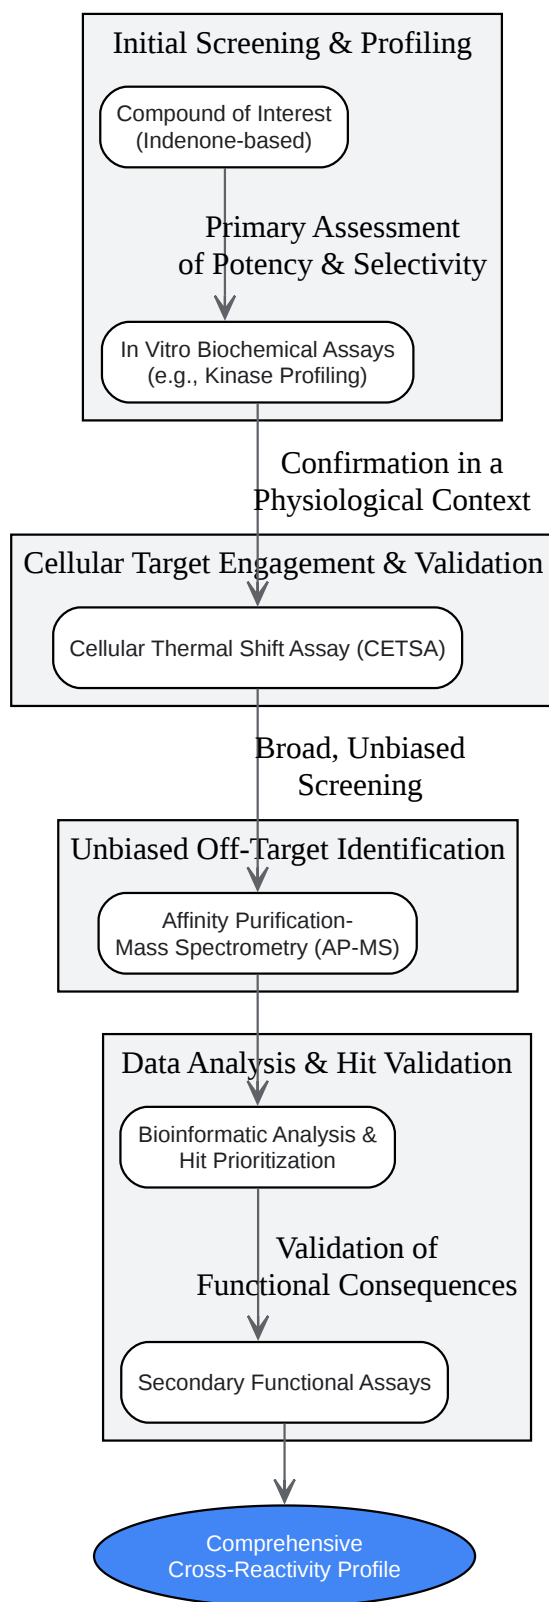 Initial Screening & Profiling
Compound of Interest
(Indenone-based)
Primary Assessment
of Potency & Selectivity
In Vitro Biochemical Assays
(e.g., Kinase Profiling)
Confirmation in a
Physiological Context
Cellular Target Engagement & Validation
Cellular Thermal Shift Assay (CETSA)
Broad, Unbiased
Screening
Unbiased Off-Target Identification
Affinity Purification-
Mass Spectrometry (AP-MS)
Data Analysis & Hit Validation
Bioinformatic Analysis &
Hit Prioritization
Validation of
Functional Consequences
Secondary Functional Assays
Comprehensive
Cross-Reactivity Profile